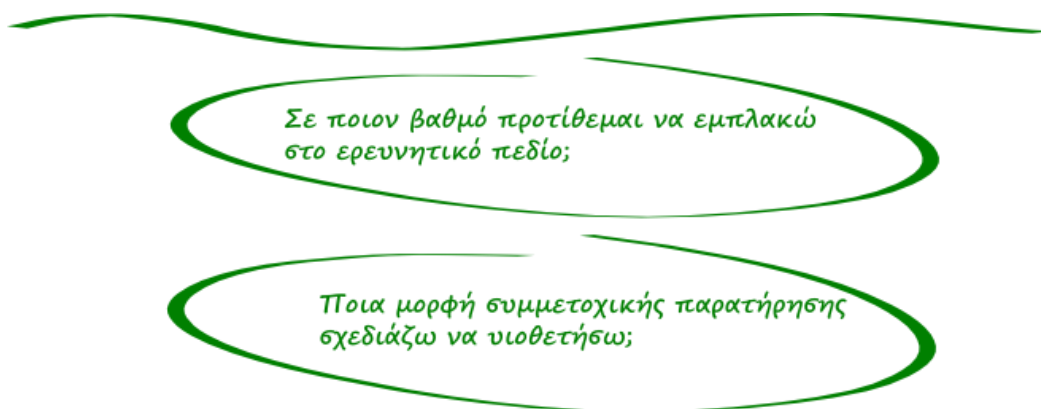 Σε ποιον βαθμό προτίθεμαι να εμπλακώ
στο ερευνητικό πεδίο;
Ποια μορφή συμμετοχικής παρατήρησης
σχεδιάζω να υιοθετήσω;